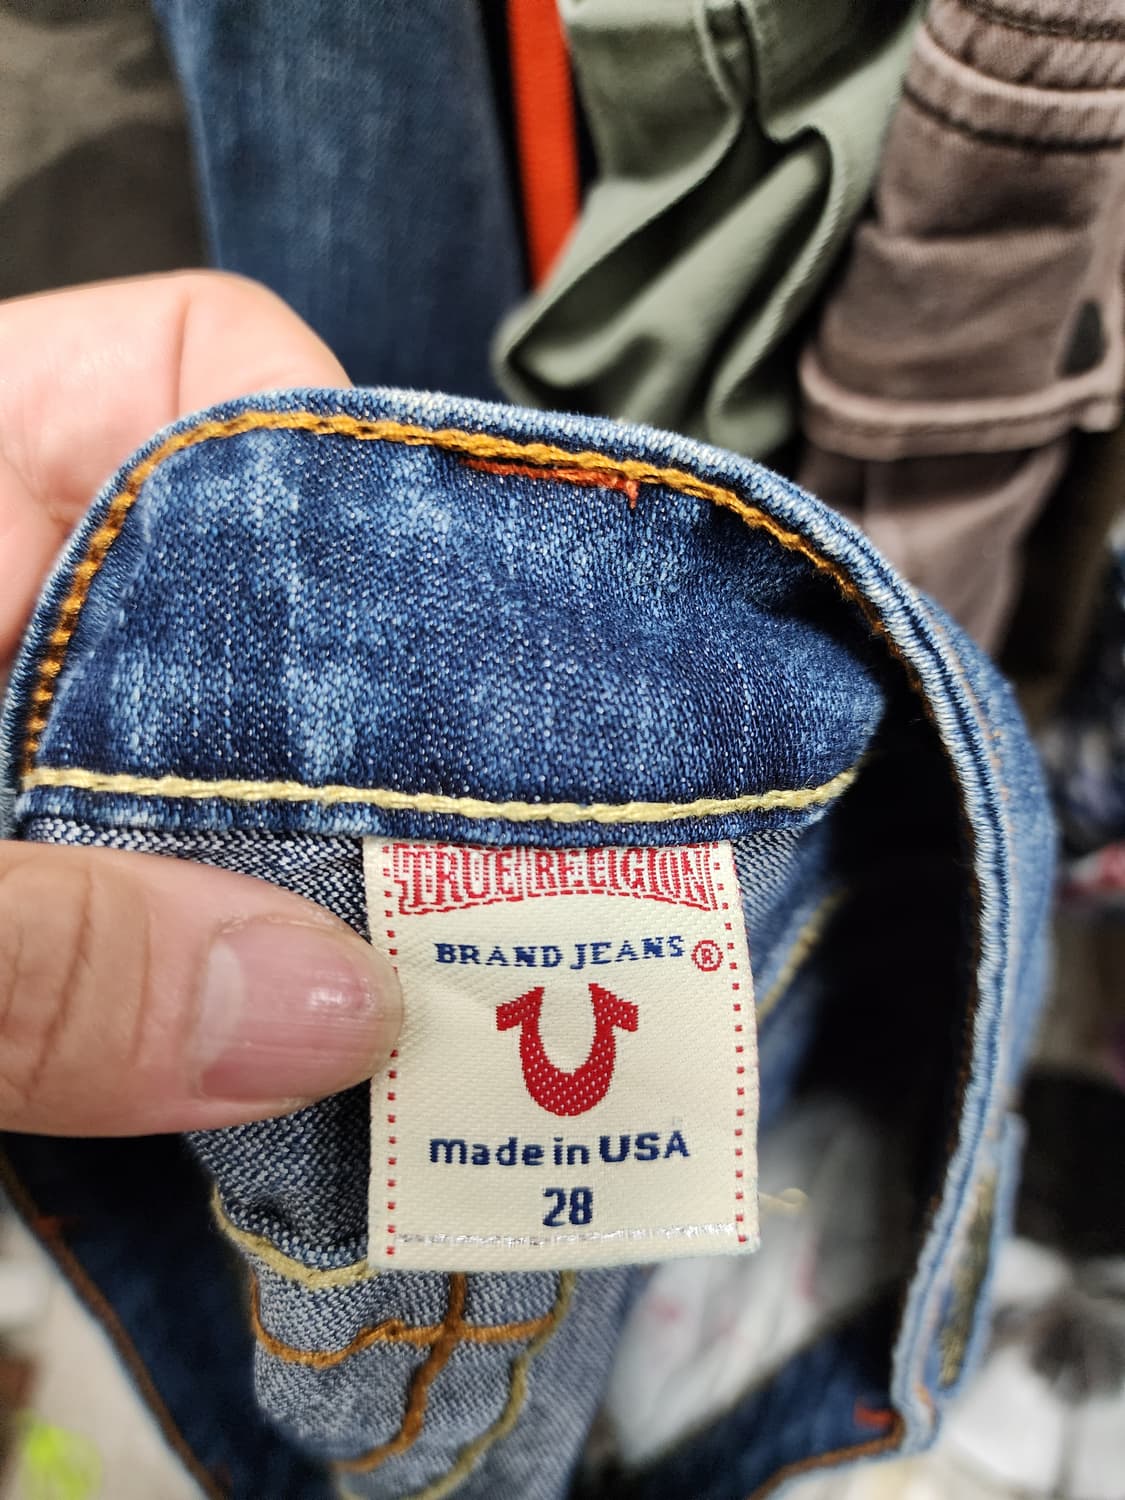 TRUE RELIGION
BRAND JEANS ®
made in USA
28